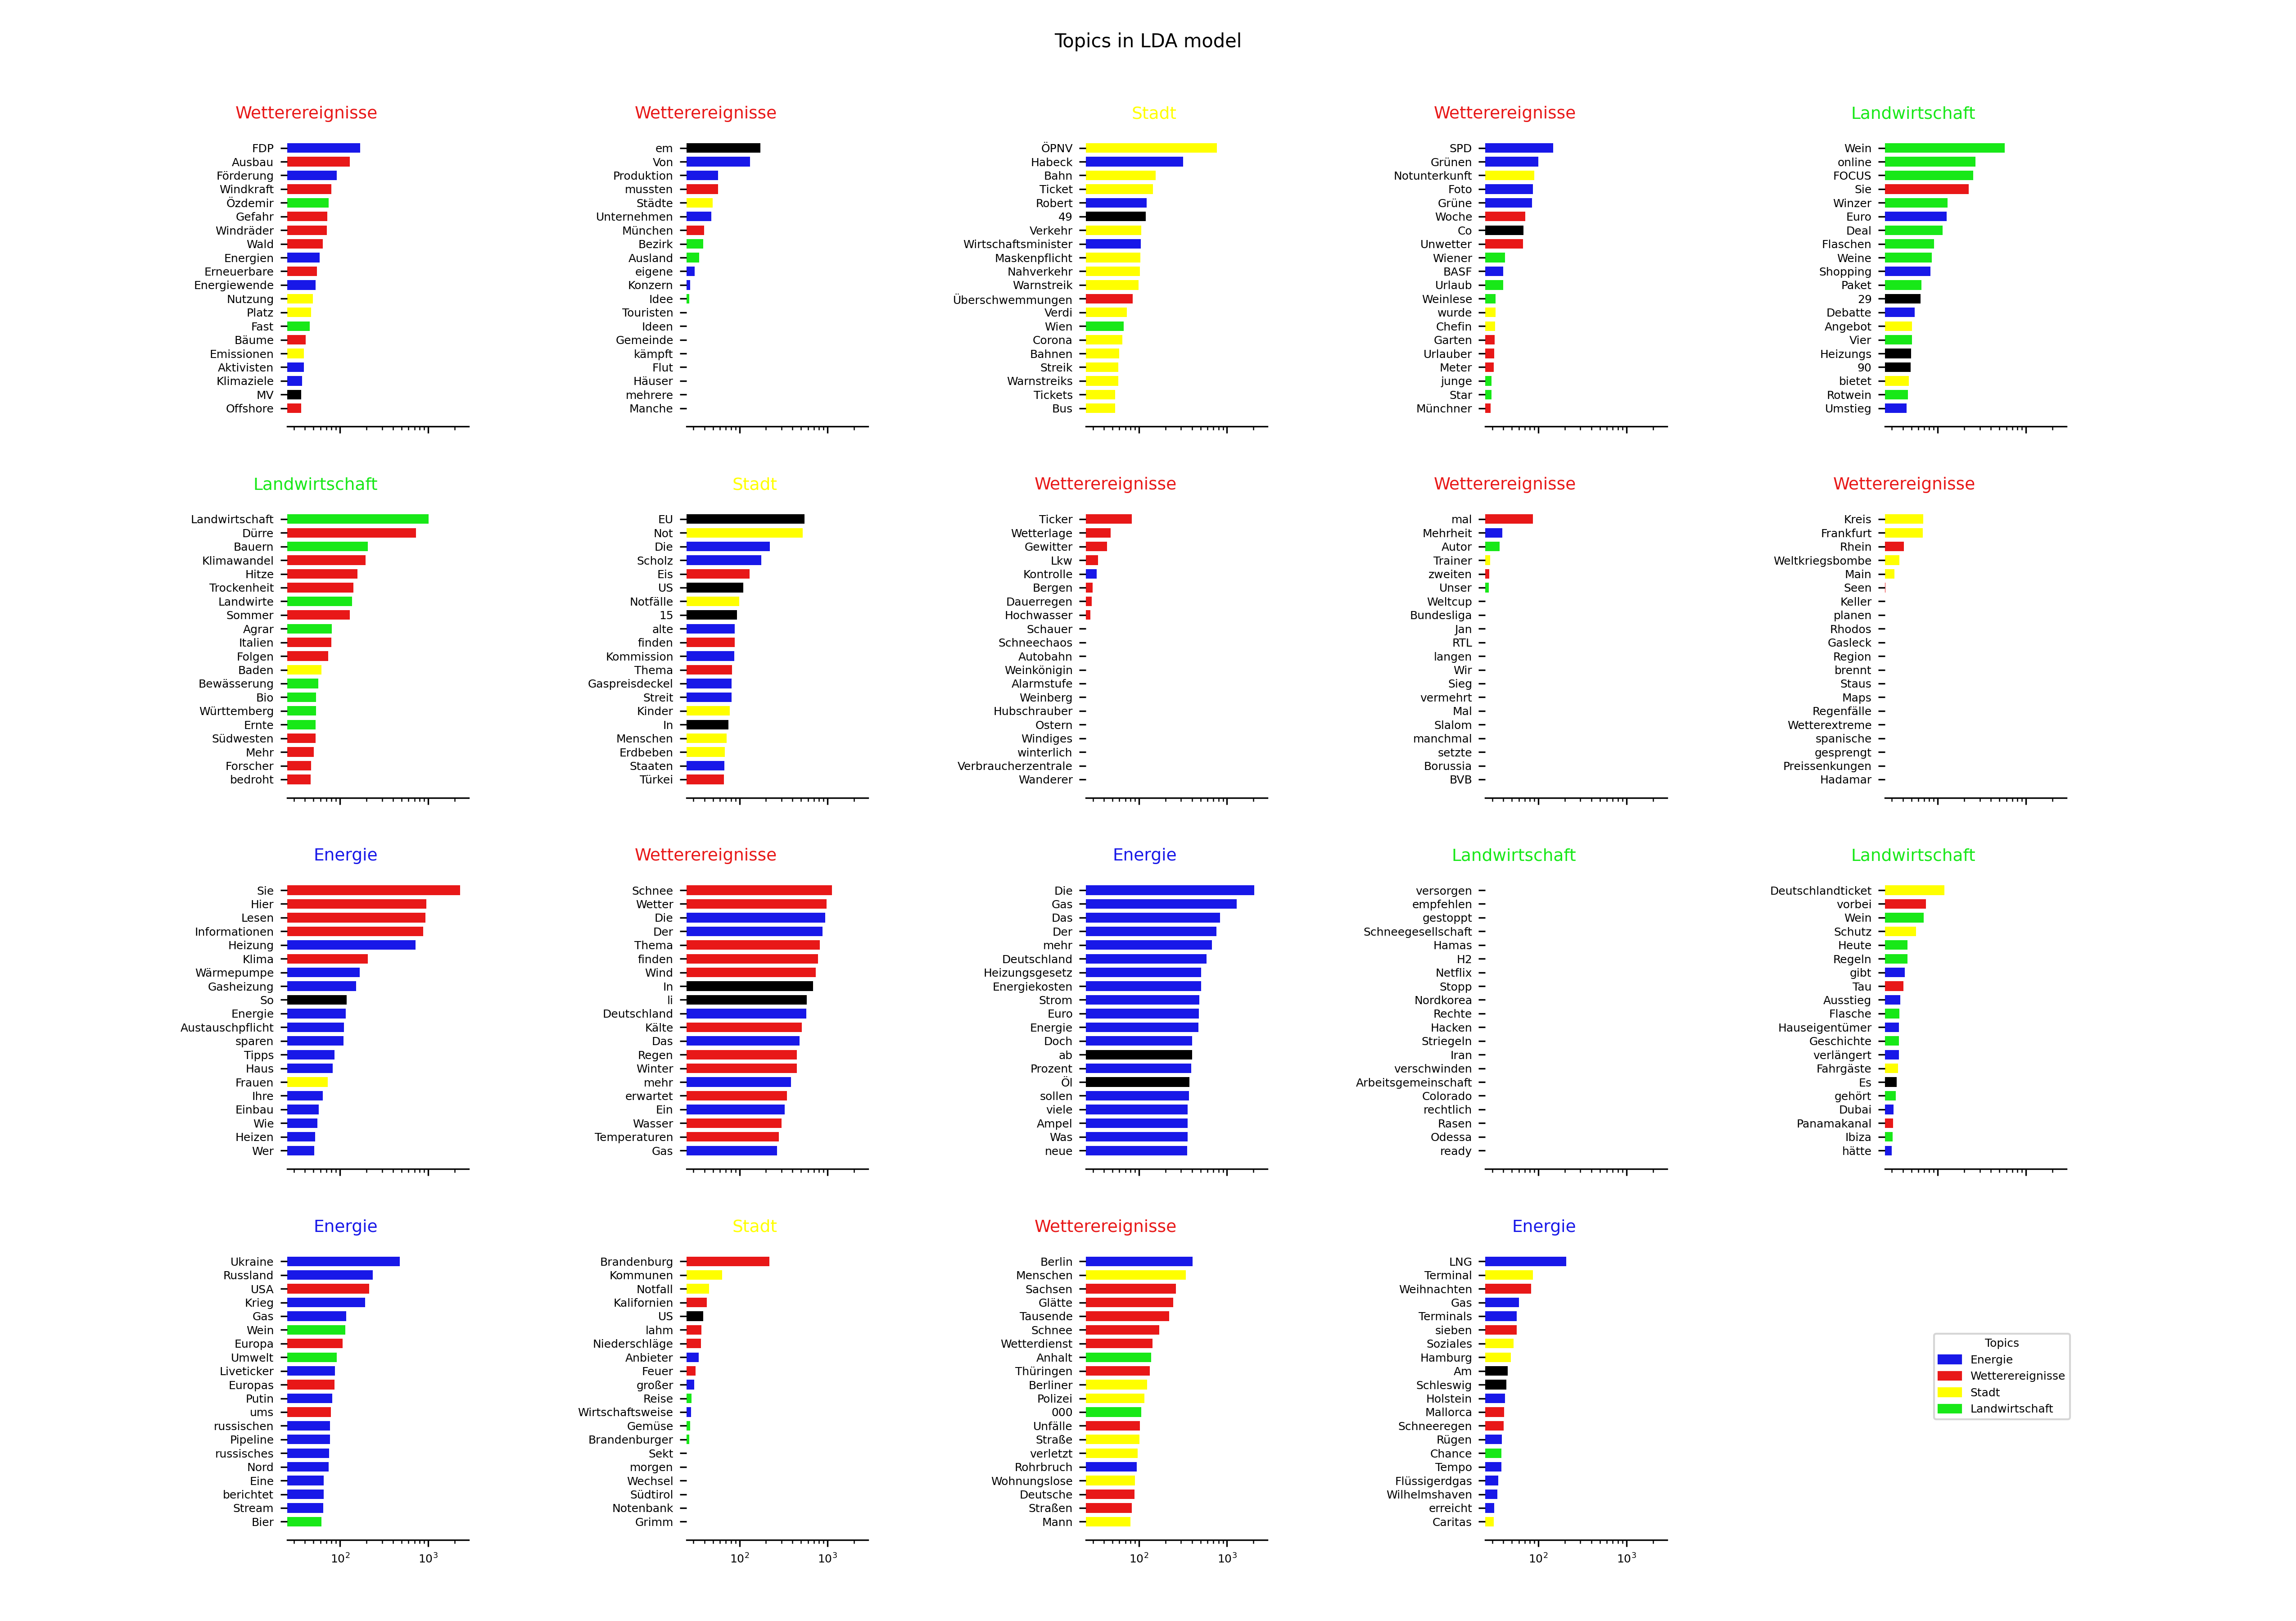 Topics in LDA model
Wetterereignisse
FDP
Ausbau
Förderung
Windkraft
Özdemir
Gefahr
Windräder
Wald
Energien
Erneuerbare
Energiewende
Nutzung
Platz
Fast
Bäume
Emissionen
Aktivisten
Klimaziele
MV
Offshore
Wetterereignisse
em
Von
Produktion
mussten
Städte
Unternehmen
München
Bezirk
Ausland
eigene
Konzern
Idee
Touristen
Ideen
Gemeinde
kämpft
Flut
Häuser
mehrere
Manche
Stadt
ÖPNV
Habeck
Bahn
Ticket
Robert
49
Verkehr
Wirtschaftsminister
Maskenpflicht
Nahverkehr
Warnstreik
Überschwemmungen
Verdi
Wien
Corona
Bahnen
Streik
Warnstreiks
Tickets
Bus
Wetterereignisse
SPD
Grünen
Notunterkunft
Foto
Grüne
Woche
Co
Unwetter
Wiener
BASF
Urlaub
Weinlese
wurde
Chefin
Garten
Urlauber
Meter
junge
Star
Münchner
Landwirtschaft
Wein
online
FOCUS
Sie
Winzer
Euro
Deal
Flaschen
Weine
Shopping
Paket
29
Debatte
Angebot
Vier
Heizungs
90
bietet
Rotwein
Umstieg
Landwirtschaft
Landwirtschaft
Dürre
Bauern
Klimawandel
Hitze
Trockenheit
Landwirte
Sommer
Agrar
Italien
Folgen
Baden
Bewässerung
Bio
Württemberg
Ernte
Südwesten
Mehr
Forscher
bedroht
Stadt
EU
Not
Die
Scholz
Eis
US
Notfälle
15
alte
finden
Kommission
Thema
Gaspreisdeckel
Streit
Kinder
In
Menschen
Erdbeben
Staaten
Türkei
Wetterereignisse
Ticker
Wetterlage
Gewitter
Lkw
Kontrolle
Bergen
Dauerregen
Hochwasser
Schauer
Schneechaos
Autobahn
Weinkönigin
Alarmstufe
Weinberg
Hubschrauber
Ostern
Windiges
winterlich
Verbraucherzentrale
Wanderer
Wetterereignisse
mal
Mehrheit
Autor
Trainer
zweiten
Unser
Weltcup
Bundesliga
Jan
RTL
langen
Wir
Sieg
vermehrt
Mal
Slalom
manchmal
setzte
Borussia
BVB
Wetterereignisse
Kreis
Frankfurt
Rhein
Weltkriegsbombe
Main
Seen
Keller
planen
Rhodos
Gasleck
Region
brennt
Staus
Maps
Regenfälle
Wetterextreme
spanische
gesprengt
Preissenkungen
Hadamar
Energie
Sie
Hier
Lesen
Informationen
Heizung
Klima
Wärmepumpe
Gasheizung
So
Energie
Austauschpflicht
sparen
Tipps
Haus
Frauen
Ihre
Einbau
Wie
Heizen
Wer
Wetterereignisse
Schnee
Wetter
Die
Der
Thema
finden
Wind
In
li
Deutschland
Kälte
Das
Regen
Winter
mehr
erwartet
Ein
Wasser
Temperaturen
Gas
Energie
Die
Gas
Das
Der
mehr
Deutschland
Heizungsgesetz
Energiekosten
Strom
Euro
Energie
Doch
ab
Prozent
Öl
sollen
viele
Ampel
Was
neue
Landwirtschaft
versorgen
empfehlen
gestoppt
Schneegesellschaft
Hamas
H2
Netflix
Stopp
Nordkorea
Rechte
Hacken
Striegeln
Iran
verschwinden
Arbeitsgemeinschaft
Colorado
rechtlich
Rasen
Odessa
ready
Landwirtschaft
Deutschlandticket
vorbei
Wein
Schutz
Heute
Regeln
gibt
Tau
Ausstieg
Flasche
Hauseigentümer
Geschichte
verlängert
Fahrgäste
Es
gehört
Dubai
Panamakanal
Ibiza
hätte
Energie
Ukraine
Russland
USA
Krieg
Gas
Wein
Europa
Umwelt
Liveticker
Europas
Putin
ums
russischen
Pipeline
russisches
Nord
Eine
berichtet
Stream
Bier
10² 10³
Stadt
Brandenburg
Kommunen
Notfall
Kalifornien
US
lahm
Niederschläge
Anbieter
Feuer
großer
Reise
Wirtschaftsweise
Gemüse
Brandenburger
Sekt
morgen
Wechsel
Südtirol
Notenbank
Grimm
10² 10³
Wetterereignisse
Berlin
Menschen
Sachsen
Glätte
Tausende
Schnee
Wetterdienst
Anhalt
Thüringen
Berliner
Polizei
000
Unfälle
Straße
verletzt
Rohrbruch
Wohnungslose
Deutsche
Straßen
Mann
10² 10³
Energie
LNG
Terminal
Weihnachten
Gas
Terminals
sieben
Soziales
Hamburg
Am
Schleswig
Holstein
Mallorca
Schneeregen
Rügen
Chance
Tempo
Flüssigerdgas
Wilhelmshaven
erreicht
Caritas
10² 10³
Topics
Energie
Wetterereignisse
Stadt
Landwirtschaft